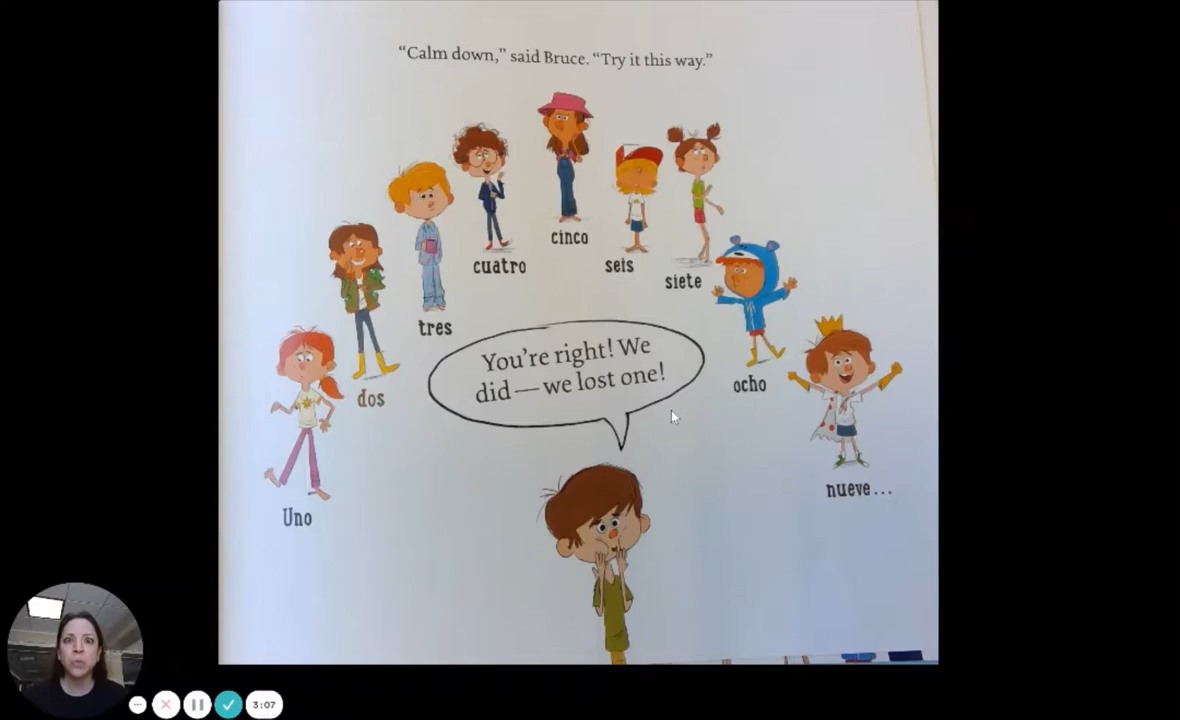 “Calm down,” said Bruce. “Try it this way.”
Uno
dos
tres
cuatro
cinco
seis
siete
ocho
nueve...
You’re right! We
did—we lost one!
3:07